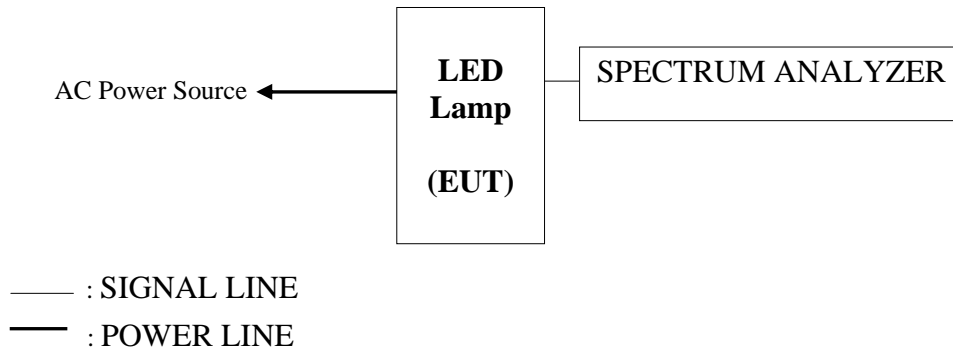 AC Power Source
LED
Lamp
(EUT)
SPECTRUM ANALYZER
: SIGNAL LINE
: POWER LINE